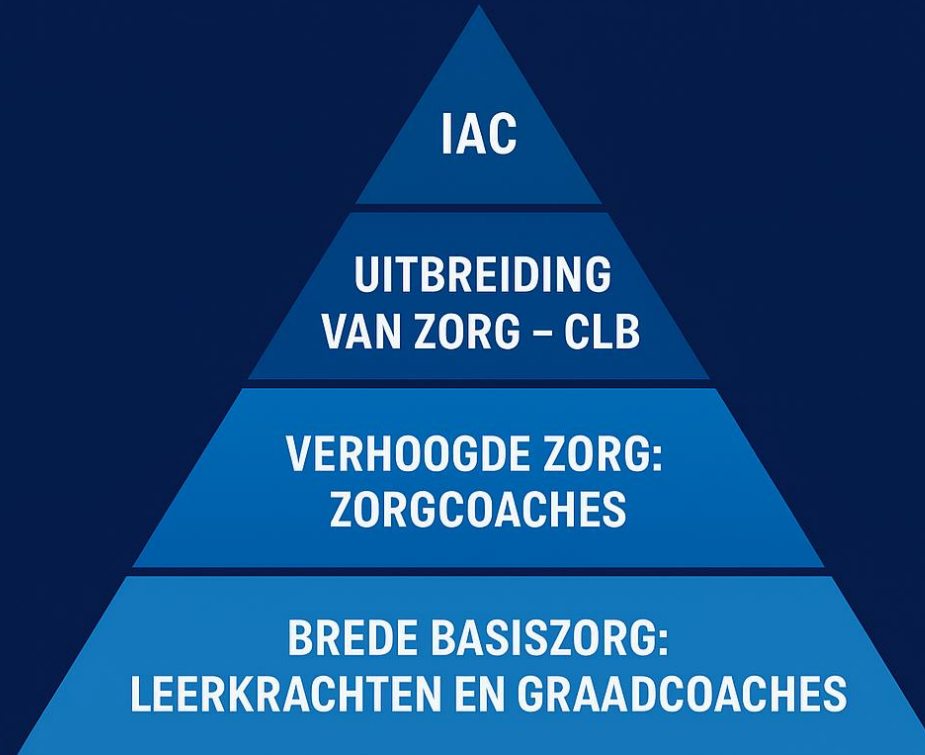 IAC
UITBREIDING
VAN ZORG – CLB
VERHOOGDE ZORG:
ZORGCOACHES
BREDE BASISZORG:
LEERKRACHTEN EN GRAADCOACHES